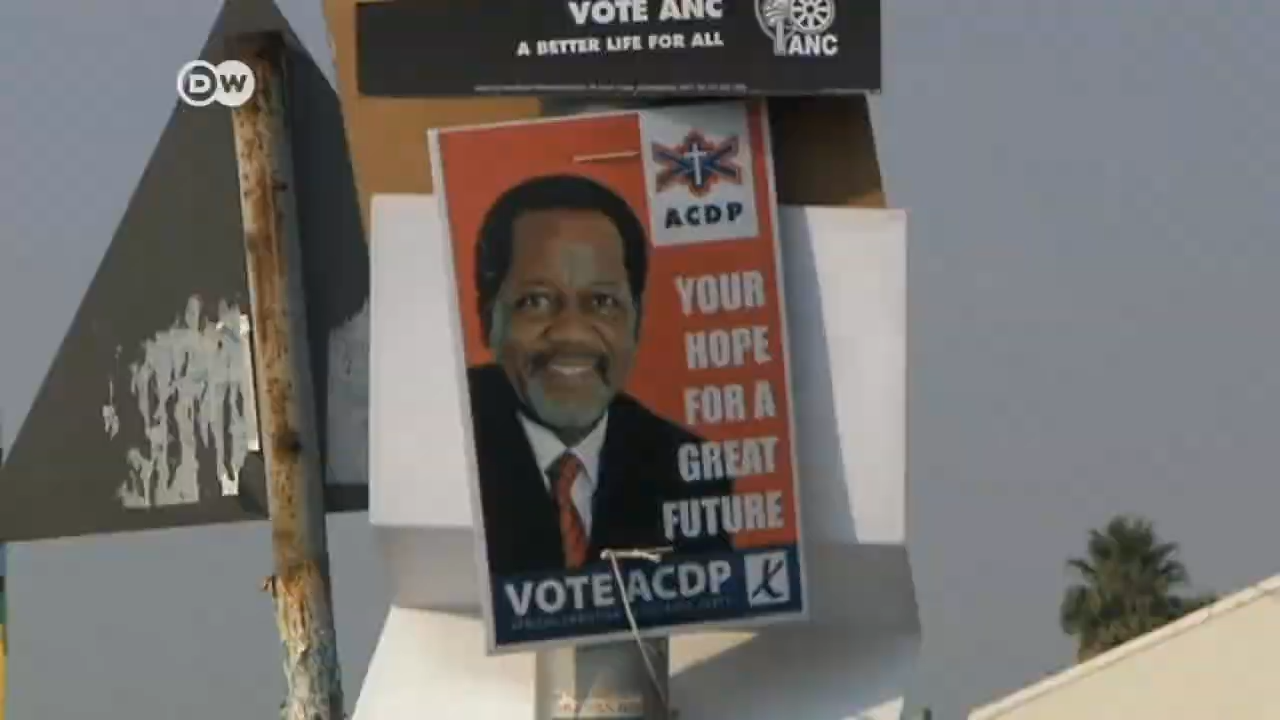 VOTE ANC
A BETTER LIFE FOR ALL
ANC
DW
ACDP
YOUR
HOPE
FOR A
GREAT
FUTURE
VOTE ACDP